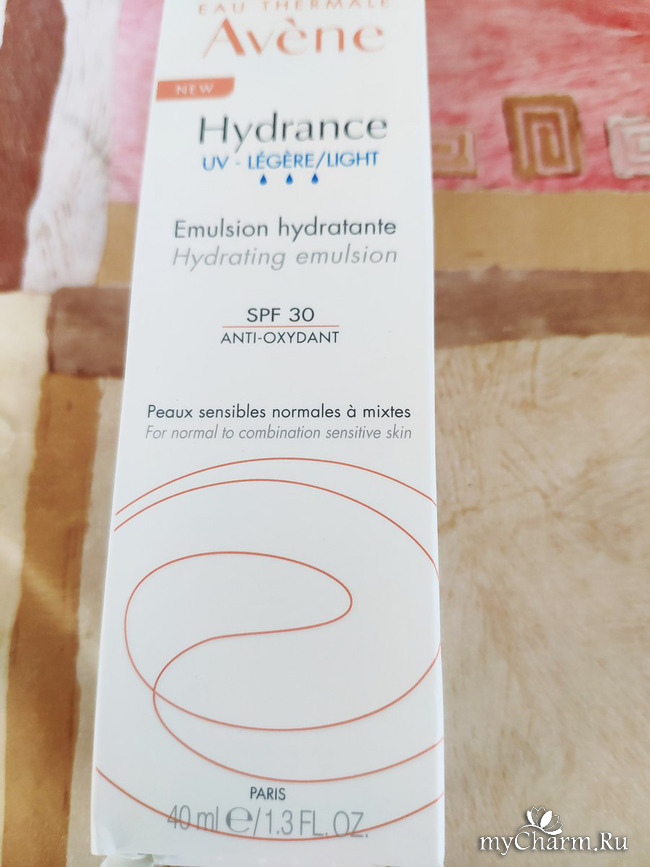 EAU THERMALE
Avène
NEW
Hydrance
UV - LÉGÈRE/LIGHT
Emulsion hydratante
Hydrating emulsion
SPF 30
ANTI-OXYDANT
Peaux sensibles normales à mixtes
For normal to combination sensitive skin
PARIS
40 ml ℮/1.3 FL. OZ.
myCharm.Ru